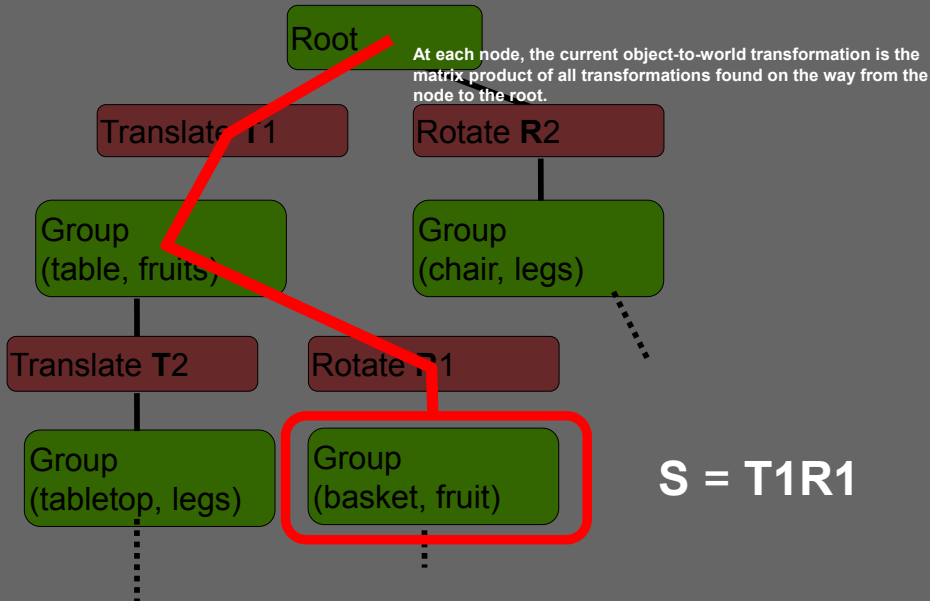 Root
At each node, the current object-to-world transformation is the
matrix product of all transformations found on the way from the
node to the root.
Translate T1
Rotate R2
Group
(table, fruits)
Group
(chair, legs)
Translate T2
Rotate R1
Group
(tabletop, legs)
Group
(basket, fruit)
S = T1R1